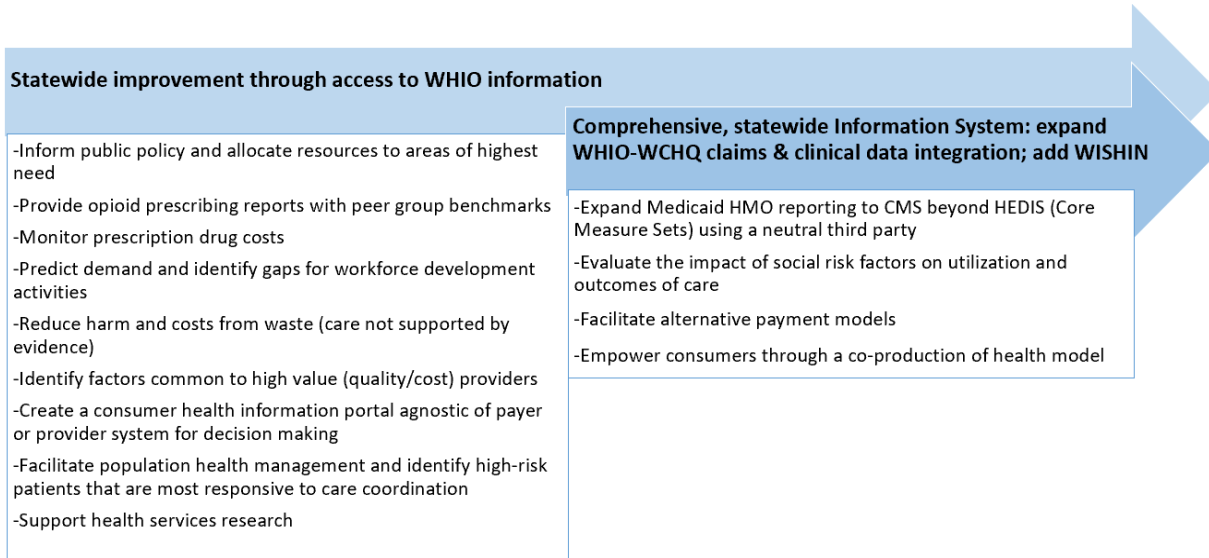 Statewide improvement through access to WHIO information
-Inform public policy and allocate resources to areas of highest
need
-Provide opioid prescribing reports with peer group benchmarks
-Monitor prescription drug costs
-Predict demand and identify gaps for workforce development
activities
-Reduce harm and costs from waste (care not supported by
evidence)
-Identify factors common to high value (quality/cost) providers
-Create a consumer health information portal agnostic of payer
or provider system for decision making
-Facilitate population health management and identify high-risk
patients that are most responsive to care coordination
-Support health services research
Comprehensive, statewide Information System: expand
WHIO-WCHQ claims & clinical data integration; add WISHIN
-Expand Medicaid HMO reporting to CMS beyond HEDIS (Core
Measure Sets) using a neutral third party
-Evaluate the impact of social risk factors on utilization and
outcomes of care
-Facilitate alternative payment models
-Empower consumers through a co-production of health model